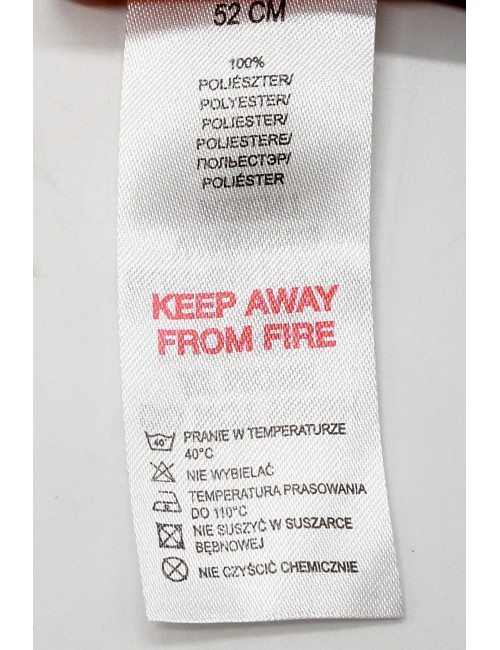 52 CM
100%
POLIÉSZTER/
POLYESTER/
POLIESTER/
POLIESTERE/
ПОЛЬЕСТЭР/
POLIÉSTER
KEEP AWAY
FROM FIRE
40° PRANIE W TEMPERATURZE
40°C
NIE WYBIELAĆ
TEMPERATURA PRASOWANIA
DO 110°C
NIE SUSZYĆ W SUSZARCE
BĘBNOWEJ
NIE CZYŚCIĆ CHEMICZNIE